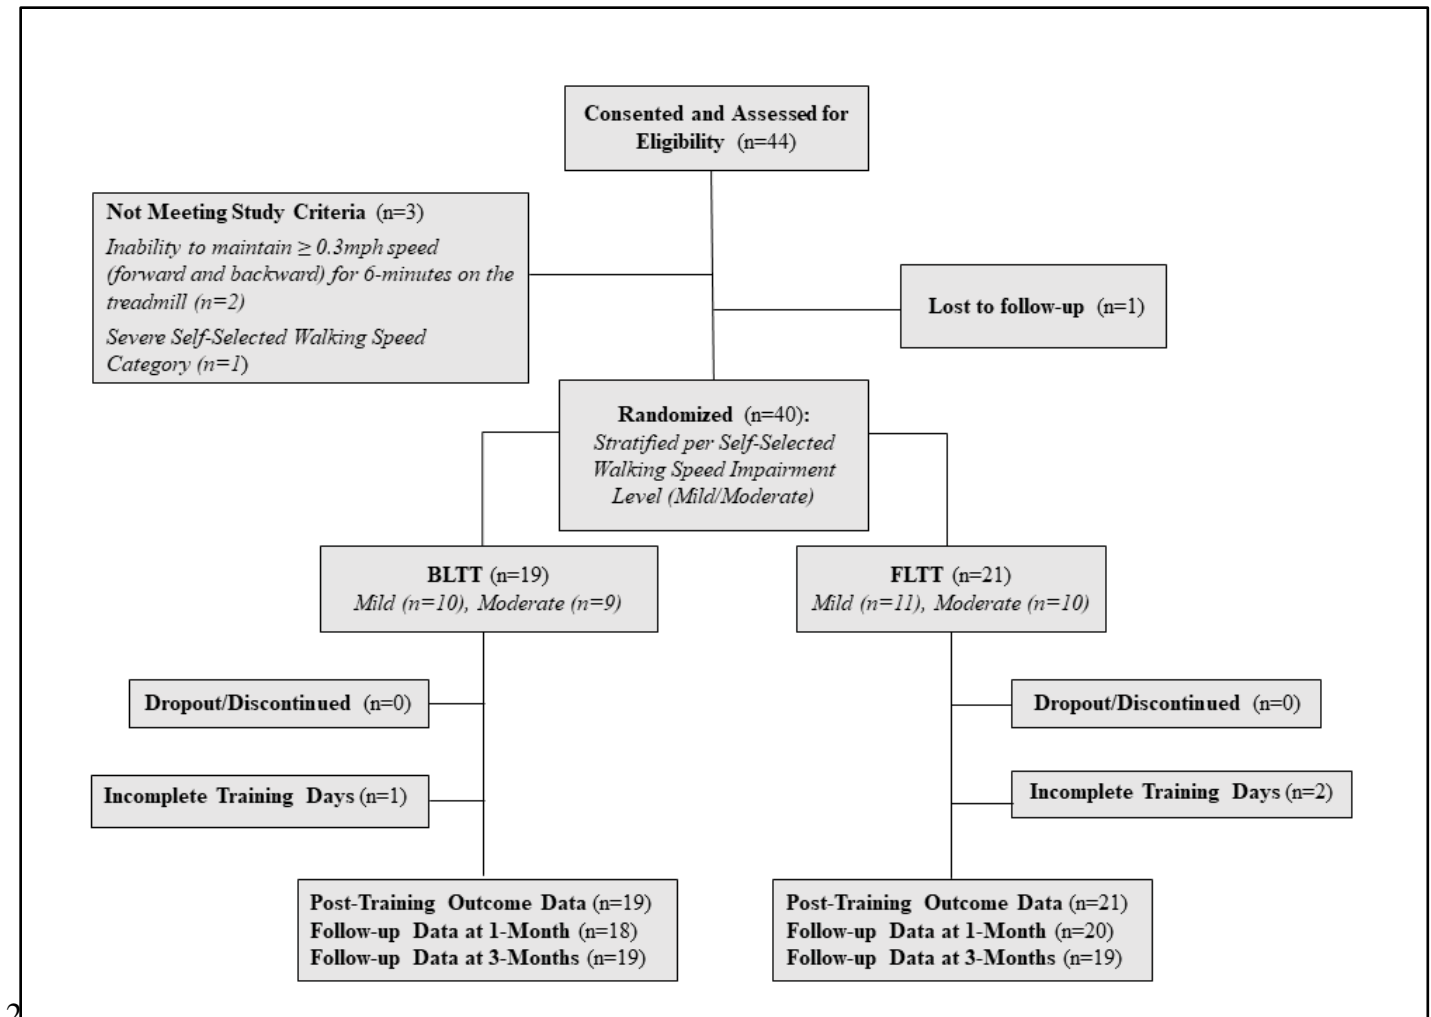 Consented and Assessed for
Eligibility (n=44)
Not Meeting Study Criteria (n=3)
Inability to maintain ≥ 0.3mph speed
(forward and backward) for 6-minutes on the
treadmill (n=2)
Severe Self-Selected Walking Speed
Category (n=1)
Lost to follow-up (n=1)
Randomized (n=40):
Stratified per Self-Selected
Walking Speed Impairment
Level (Mild/Moderate)
BLTT (n=19)
Mild (n=10), Moderate (n=9)
FLTT (n=21)
Mild (n=11), Moderate (n=10)
Dropout/Discontinued (n=0)
Dropout/Discontinued (n=0)
Incomplete Training Days (n=1)
Incomplete Training Days (n=2)
Post-Training Outcome Data (n=19)
Follow-up Data at 1-Month (n=18)
Follow-up Data at 3-Months (n=19)
Post-Training Outcome Data (n=21)
Follow-up Data at 1-Month (n=20)
Follow-up Data at 3-Months (n=19)
2